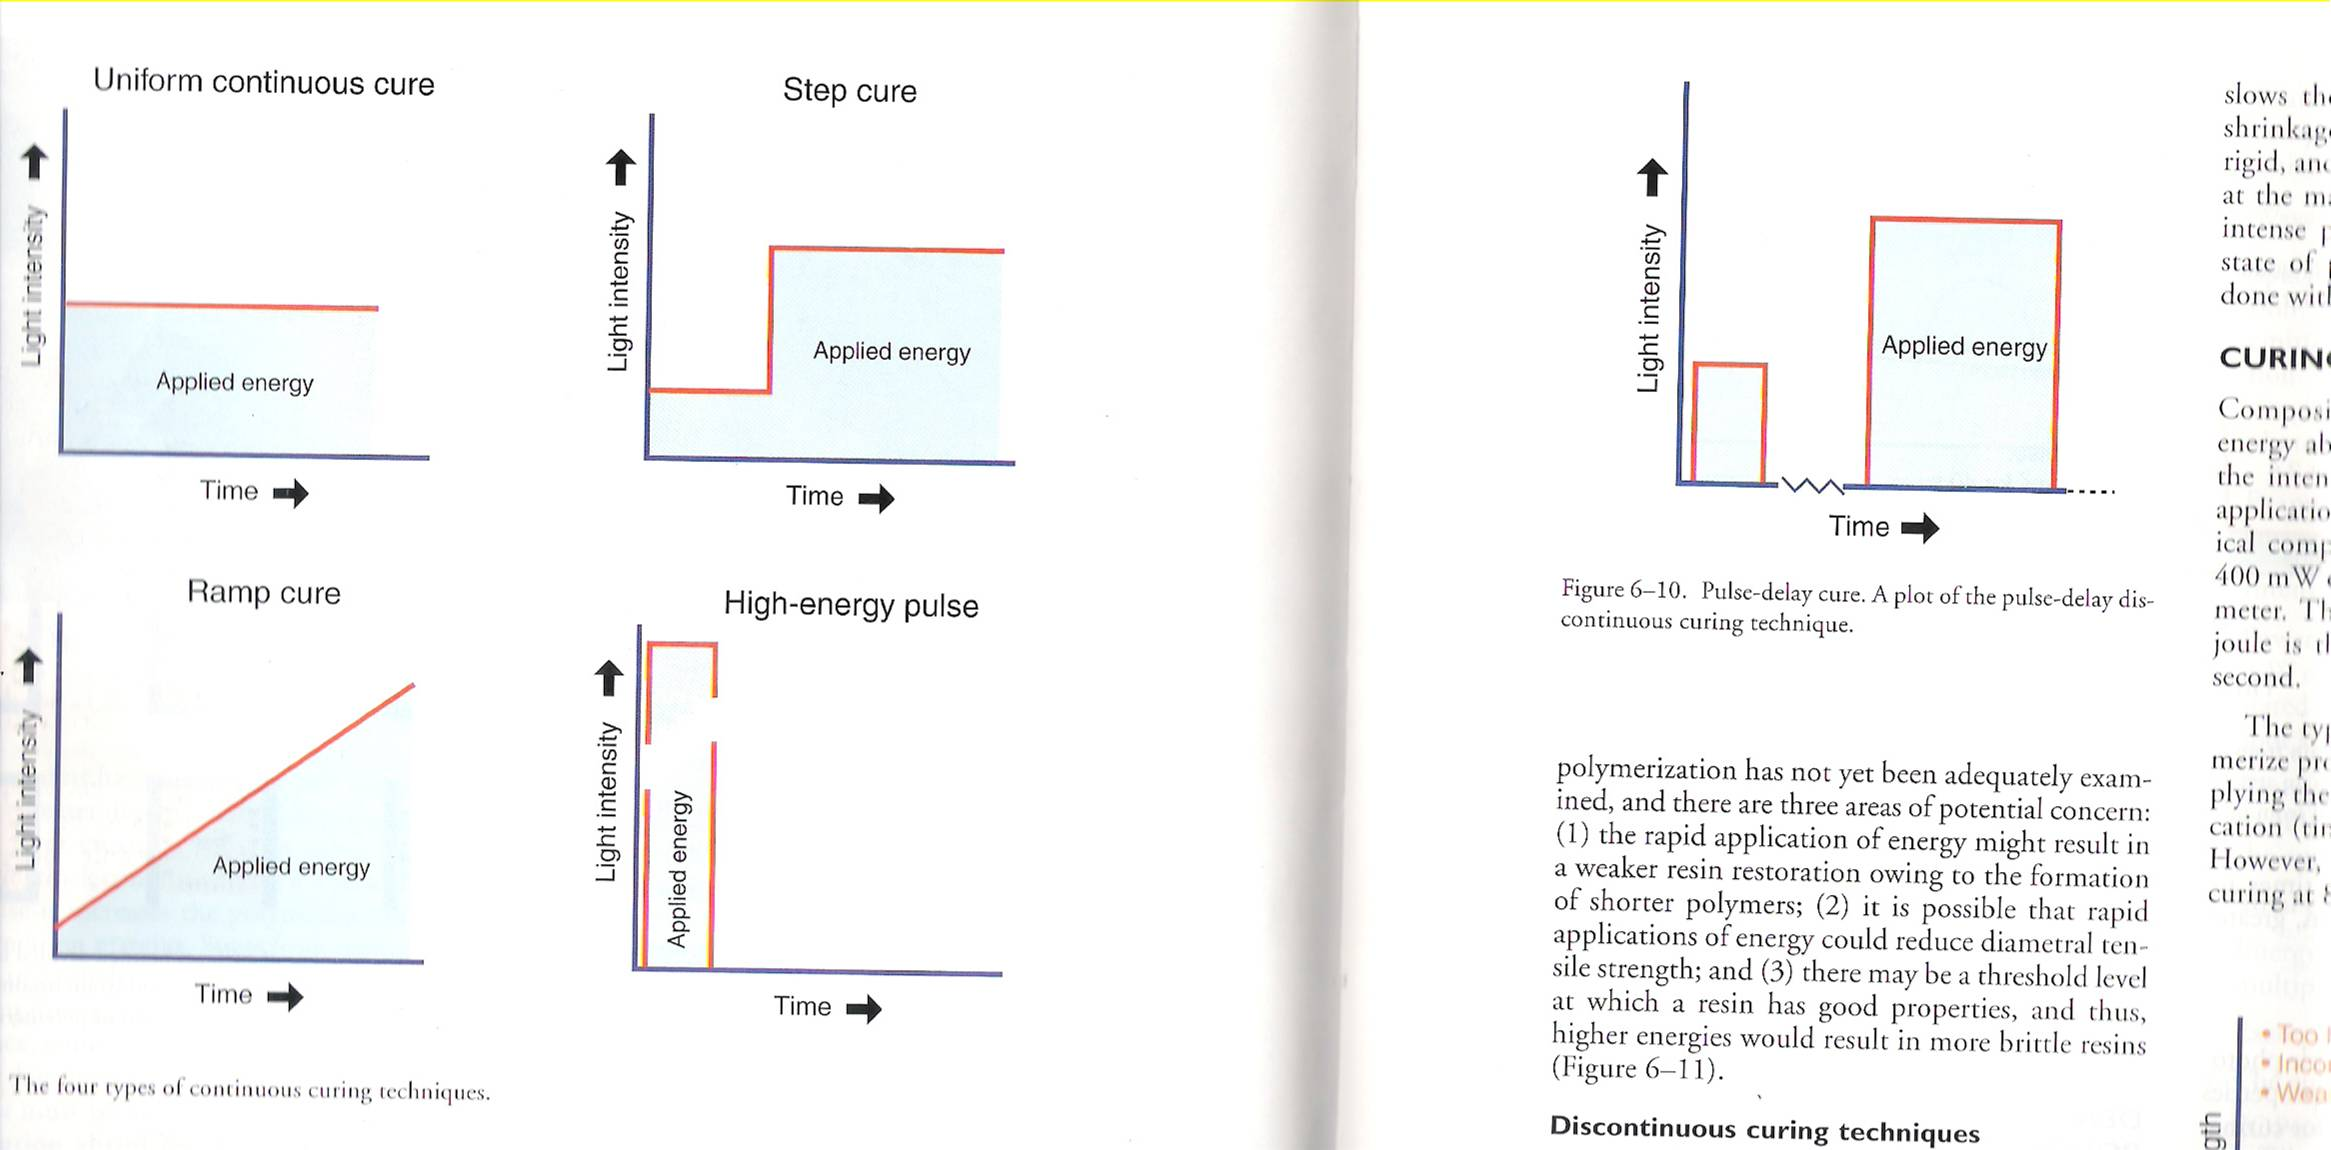 Uniform continuous cure
Light intensity
Applied energy
Time
Step cure
Light intensity
Applied energy
Time
Ramp cure
Light intensity
Applied energy
Time
High-energy pulse
Light intensity
Applied energy
Time
The four types of continuous curing techniques.
Light intensity
Applied energy
Time
Figure 6–10. Pulse-delay cure. A plot of the pulse-delay dis-
continuous curing technique.
polymerization has not yet been adequately exam-
ined, and there are three areas of potential concern:
(1) the rapid application of energy might result in
a weaker resin restoration owing to the formation
of shorter polymers; (2) it is possible that rapid
applications of energy could reduce diametral ten-
sile strength; and (3) there may be a threshold level
at which a resin has good properties, and thus,
higher energies would result in more brittle resins
(Figure 6–11).
Discontinuous curing techniques
slows
rigid,
at the
intense
state of
done
energy
the
ical
400 mW
meter.
joule is
second.
The
However,
curing at
• Too